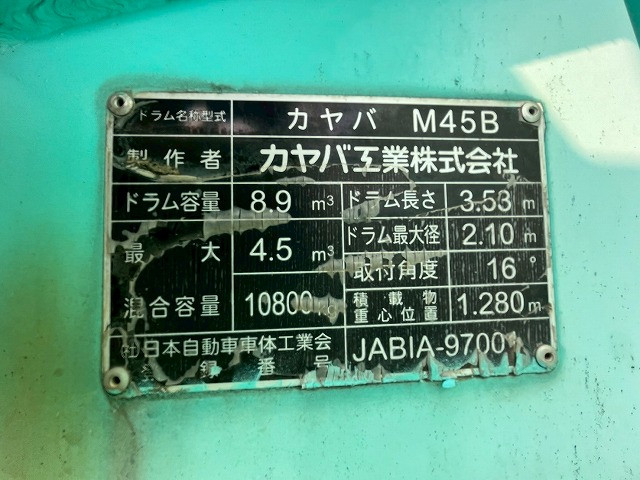 ドラム名称型式 カヤバ M45B
製作者 カヤバ工業株式会社
ドラム容量 8.9 m³ ドラム長さ 3.53 m
最大 4.5 m³ ドラム最大径 2.10 m
取付角度 16°
混合容量 10800 積載物重心位置 1.280 m
(社)日本自動車車体工業会 JABIA-9700
録番号